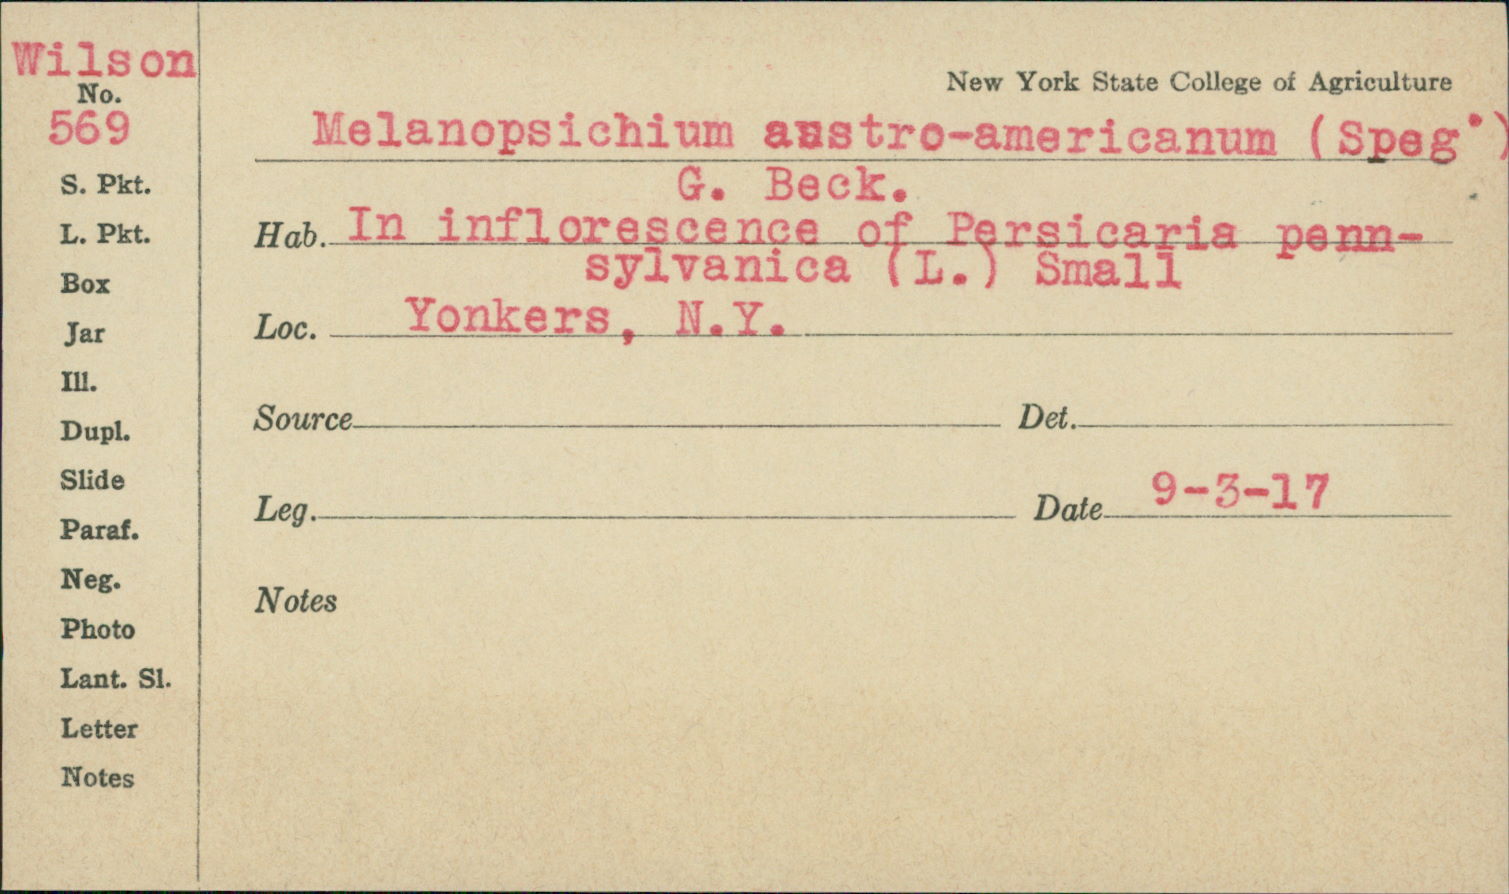 Wilson
No.
569
S. Pkt.
L. Pkt.
Box
Jar
Ill.
Dupl.
Slide
Paraf.
Neg.
Photo
Lant. Sl.
Letter
Notes
New York State College of Agriculture
Melanopsichium austro-americanum (Speg.)
G. Beck.
Hab. In inflorescence of Persicaria penn-
sylvanica (L.) Small
Loc. Yonkers, N.Y.
Source Det.
Leg. Date 9-3-17
Notes